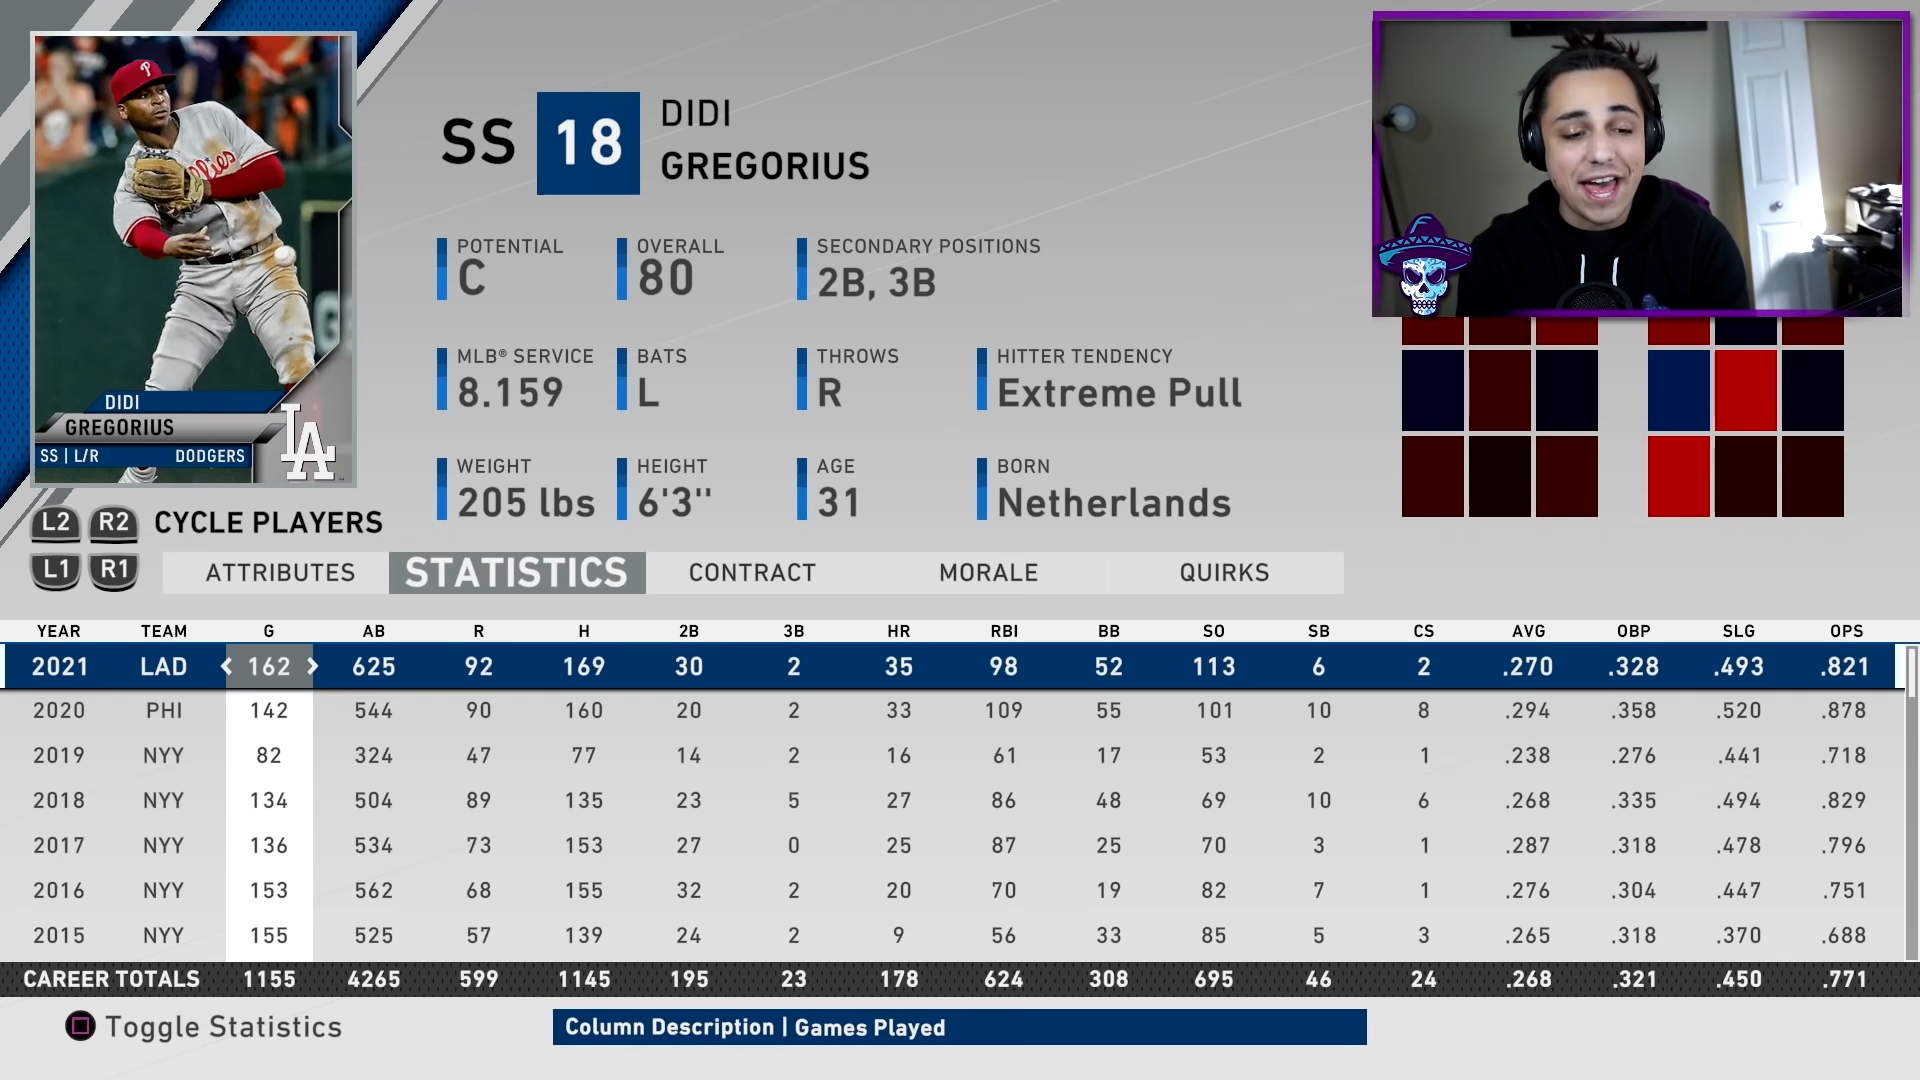 SS 18 DIDI
GREGORIUS
POTENTIAL OVERALL SECONDARY POSITIONS
C 80 2B, 3B
MLB® SERVICE BATS THROWS HITTER TENDENCY
8.159 L R Extreme Pull
WEIGHT HEIGHT AGE BORN
205 lbs 6'3" 31 Netherlands
P
Phillies
DIDI
GREGORIUS
SS | L/R DODGERS
LA
L2 R2 CYCLE PLAYERS
L1 R1 ATTRIBUTES STATISTICS CONTRACT MORALE QUIRKS
YEAR TEAM G AB R H 2B 3B HR RBI BB SO SB CS AVG OBP SLG OPS
2021 LAD < 162 > 625 92 169 30 2 35 98 52 113 6 2 .270 .328 .493 .821
2020 PHI 142 544 90 160 20 2 33 109 55 101 10 8 .294 .358 .520 .878
2019 NYY 82 324 47 77 14 2 16 61 17 53 2 1 .238 .276 .441 .718
2018 NYY 134 504 89 135 23 5 27 86 48 69 10 6 .268 .335 .494 .829
2017 NYY 136 534 73 153 27 0 25 87 25 70 3 1 .287 .318 .478 .796
2016 NYY 153 562 68 155 32 2 20 70 19 82 7 1 .276 .304 .447 .751
2015 NYY 155 525 57 139 24 2 9 56 33 85 5 3 .265 .318 .370 .688
CAREER TOTALS 1155 4265 599 1145 195 23 178 624 308 695 46 24 .268 .321 .450 .771
Toggle Statistics Column Description | Games Played